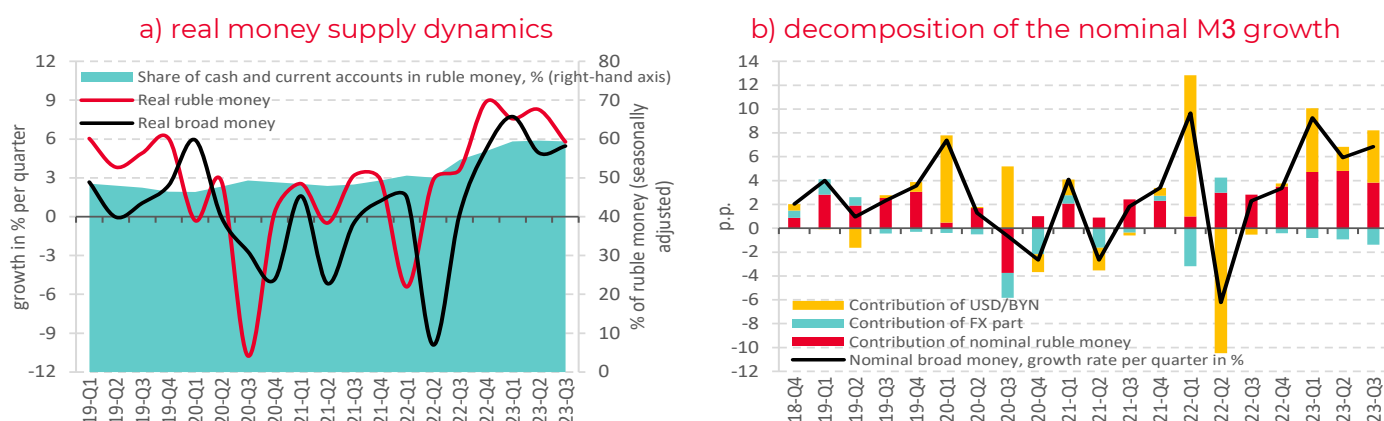 a) real money supply dynamics
12
9
6
3
0
-3
-6
-9
-12
growth in % per quarter
Share of cash and current accounts in ruble money, % (right-hand axis)
Real ruble money
Real broad money
80
70
60
50
40
30
20
10
0
% of ruble money (seasonally
adjusted)
19-Q1
19-Q2
19-Q3
19-Q4
20-Q1
20-Q2
20-Q3
20-Q4
21-Q1
21-Q2
21-Q3
21-Q4
22-Q1
22-Q2
22-Q3
22-Q4
23-Q1
23-Q2
23-Q3
b) decomposition of the nominal M3 growth
14
12
10
8
6
4
2
0
-2
-4
-6
-8
-10
-12
p.p.
Contribution of USD/BYN
Contribution of FX part
Contribution of nominal ruble money
Nominal broad money, growth rate per quarter in %
18-Q4
19-Q1
19-Q2
19-Q3
19-Q4
20-Q1
20-Q2
20-Q3
20-Q4
21-Q1
21-Q2
21-Q3
21-Q4
22-Q1
22-Q2
22-Q3
22-Q4
23-Q1
23-Q2
23-Q3